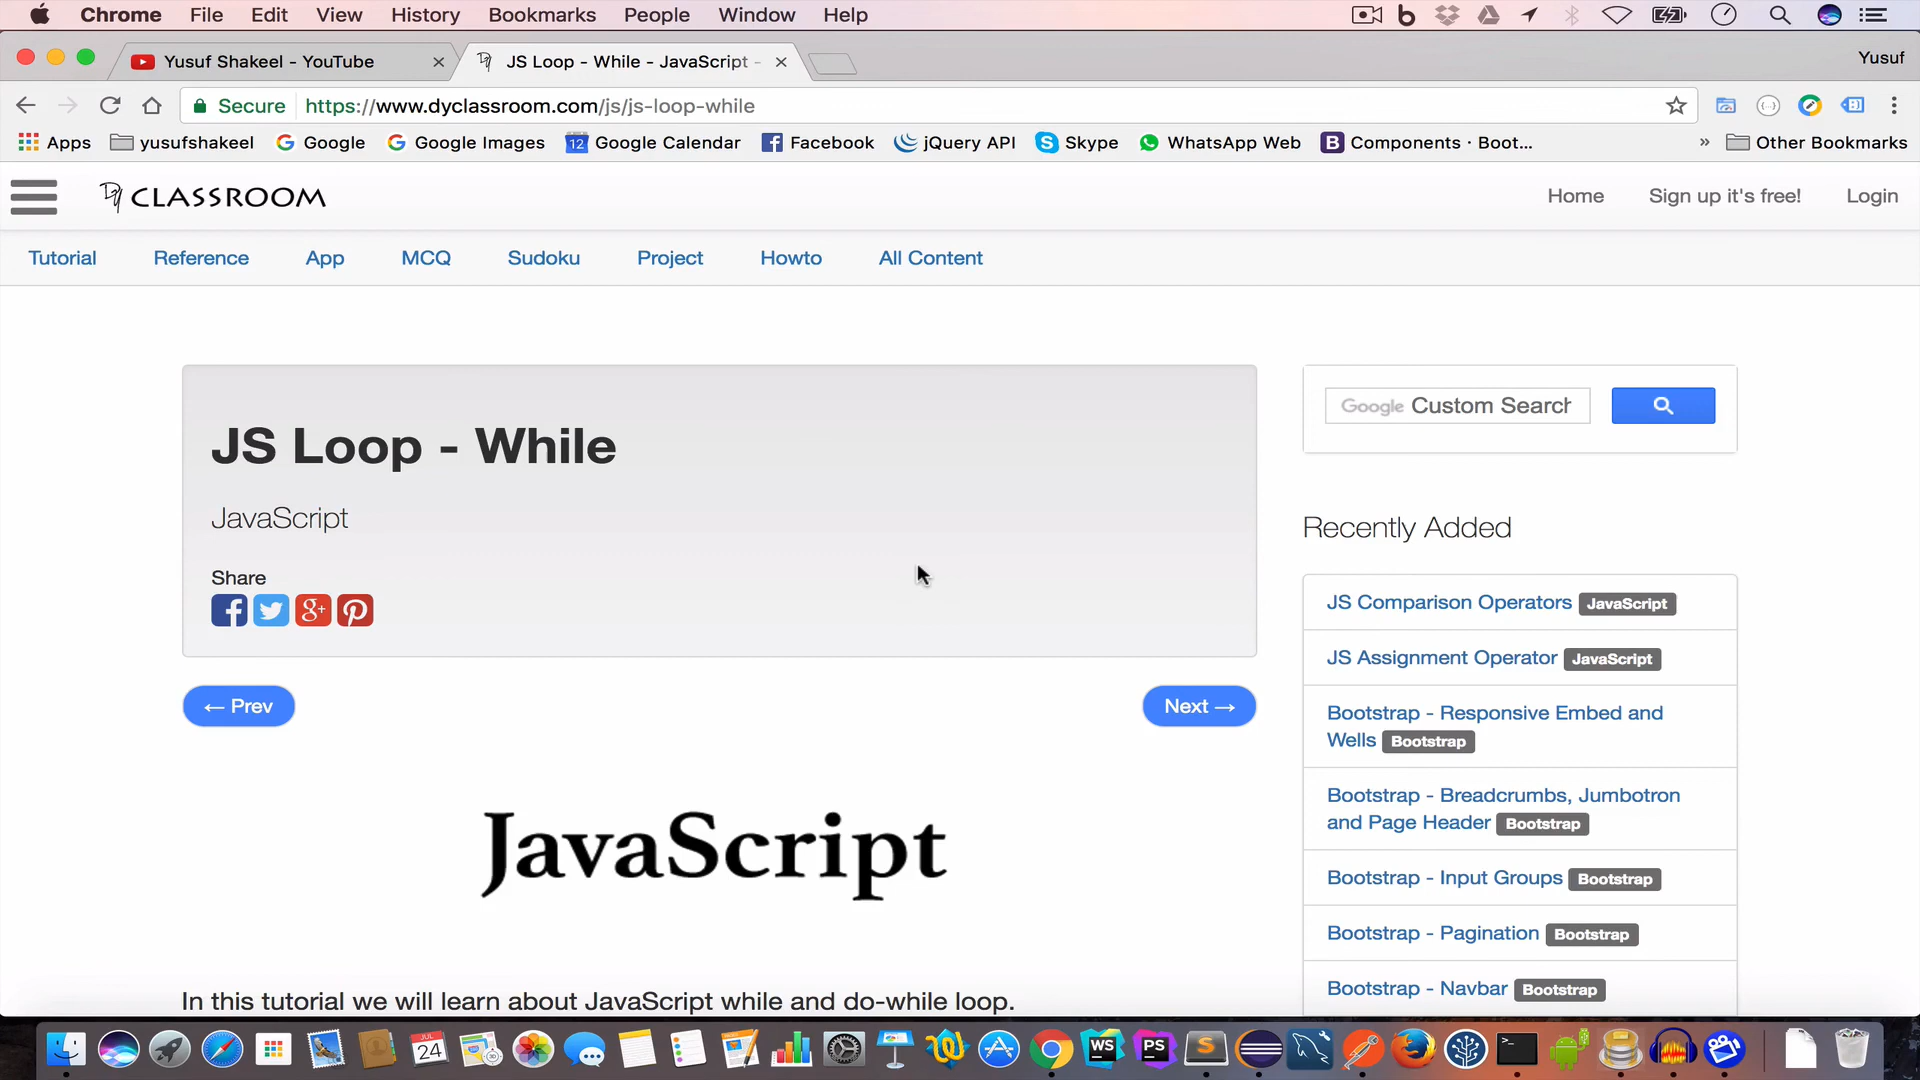 Chrome File Edit View History Bookmarks People Window Help
Yusuf Shakeel - YouTube
JS Loop - While - JavaScript -
Yusuf
Secure https://www.dyclassroom.com/js/js-loop-while
Apps yusufshakeel Google Google Images 12 Google Calendar Facebook jQuery API Skype WhatsApp Web B Components · Boot... » Other Bookmarks
CLASSROOM
Home Sign up it's free! Login
Tutorial Reference App MCQ Sudoku Project Howto All Content
JS Loop - While
JavaScript
Share
← Prev
Next →
JavaScript
In this tutorial we will learn about JavaScript while and do-while loop.
Google Custom Search
Recently Added
JS Comparison Operators JavaScript
JS Assignment Operator JavaScript
Bootstrap - Responsive Embed and
Wells Bootstrap
Bootstrap - Breadcrumbs, Jumbotron
and Page Header Bootstrap
Bootstrap - Input Groups Bootstrap
Bootstrap - Pagination Bootstrap
Bootstrap - Navbar Bootstrap
JUL
24
WS
PS